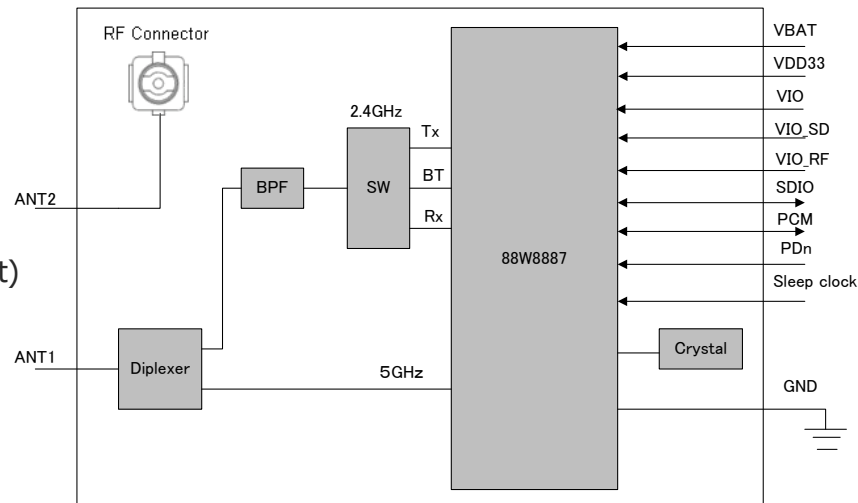 RF Connector
VBAT
VDD33
VIO
VIO_SD
VIO_RF
SDIO
PCM
PDn
Sleep clock
2.4GHz
Tx
BT
Rx
BPF
SW
ANT2
88W8887
t)
ANT1
Diplexer
5GHz
Crystal
GND